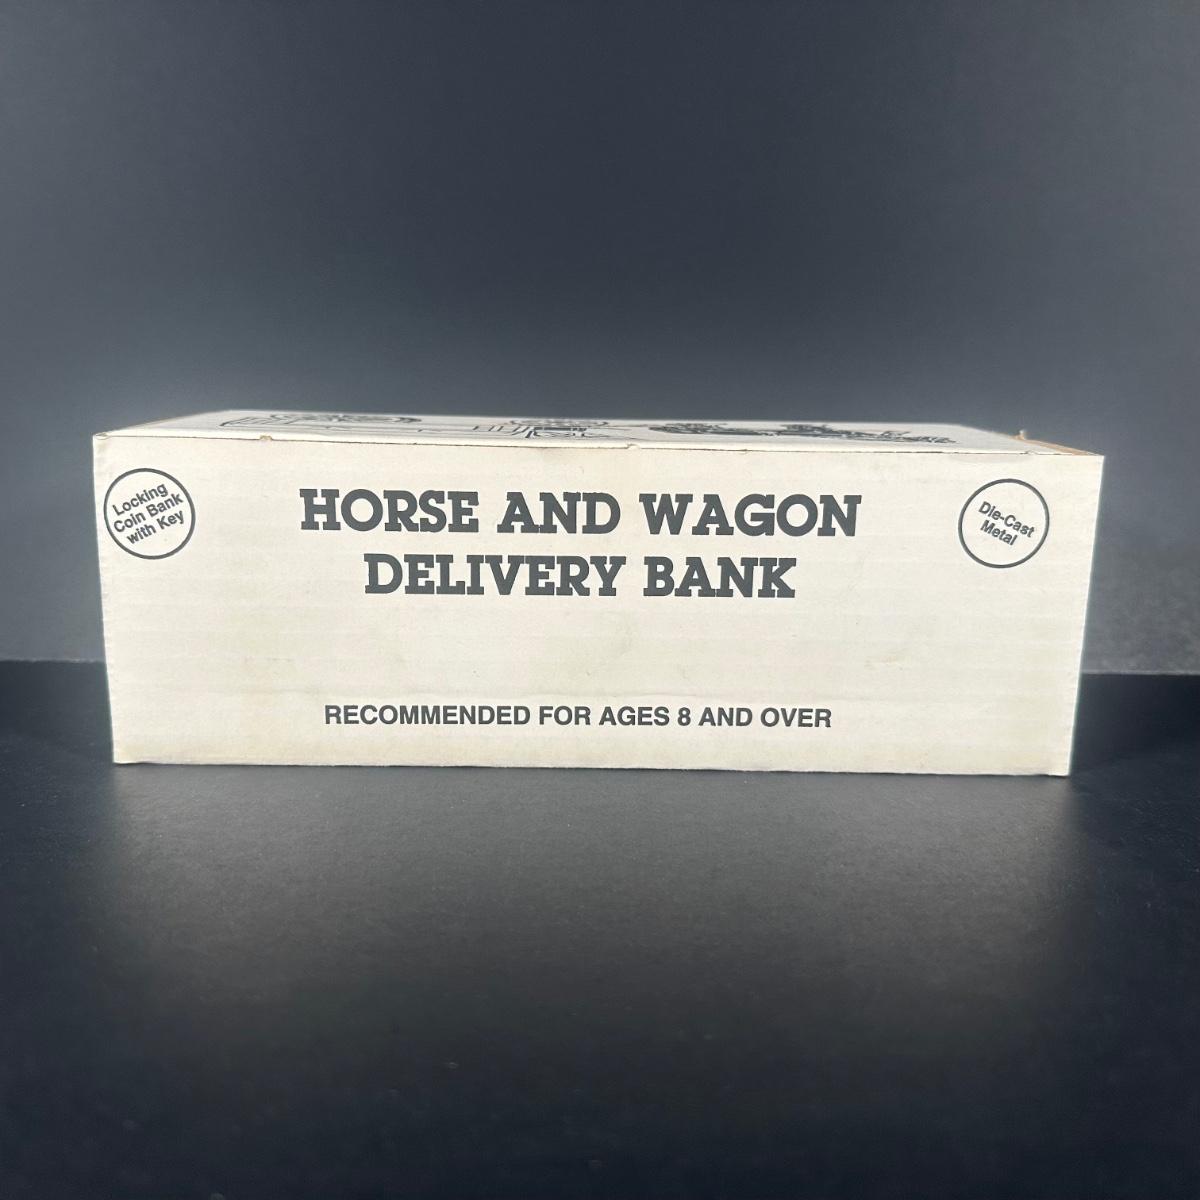 Locking
Coin Bank
with Key
HORSE AND WAGON
DELIVERY BANK
Die-Cast
Metal
RECOMMENDED FOR AGES 8 AND OVER